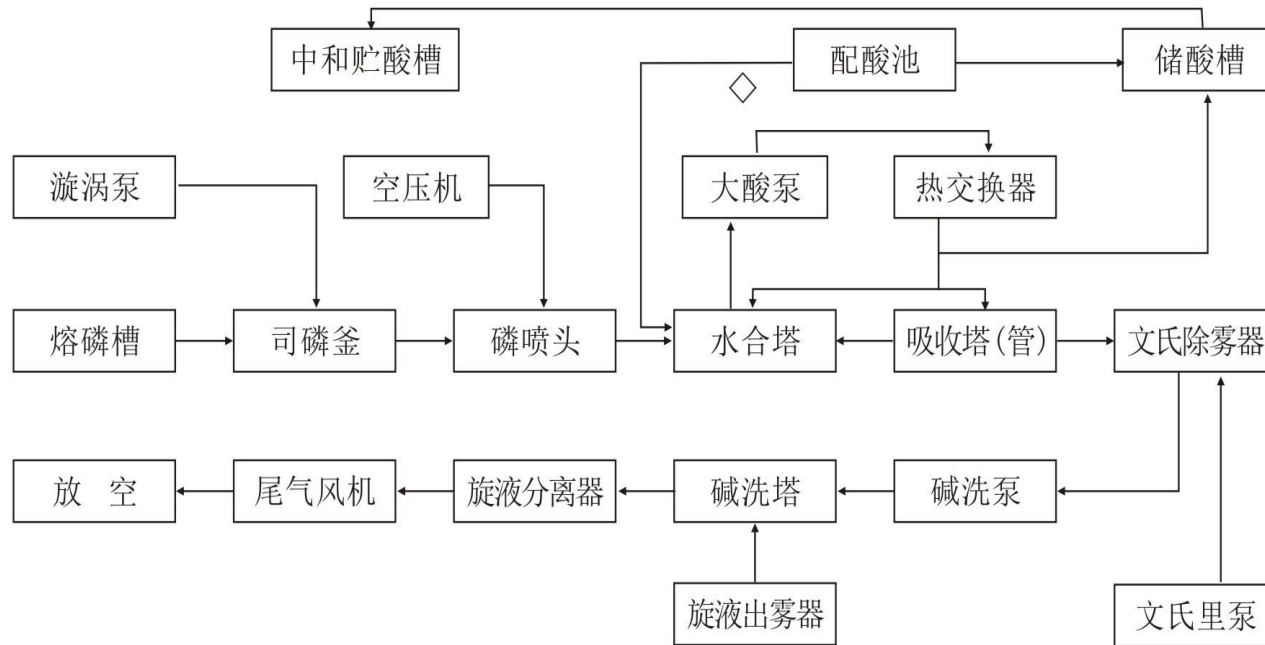 中和贮酸槽
配酸池
储酸槽
漩涡泵
空压机
大酸泵
热交换器
熔磷槽
司磷釜
磷喷头
水合塔
吸收塔(管)
文氏除雾器
放 空
尾气风机
旋液分离器
碱洗塔
碱洗泵
旋液出雾器
文氏里泵